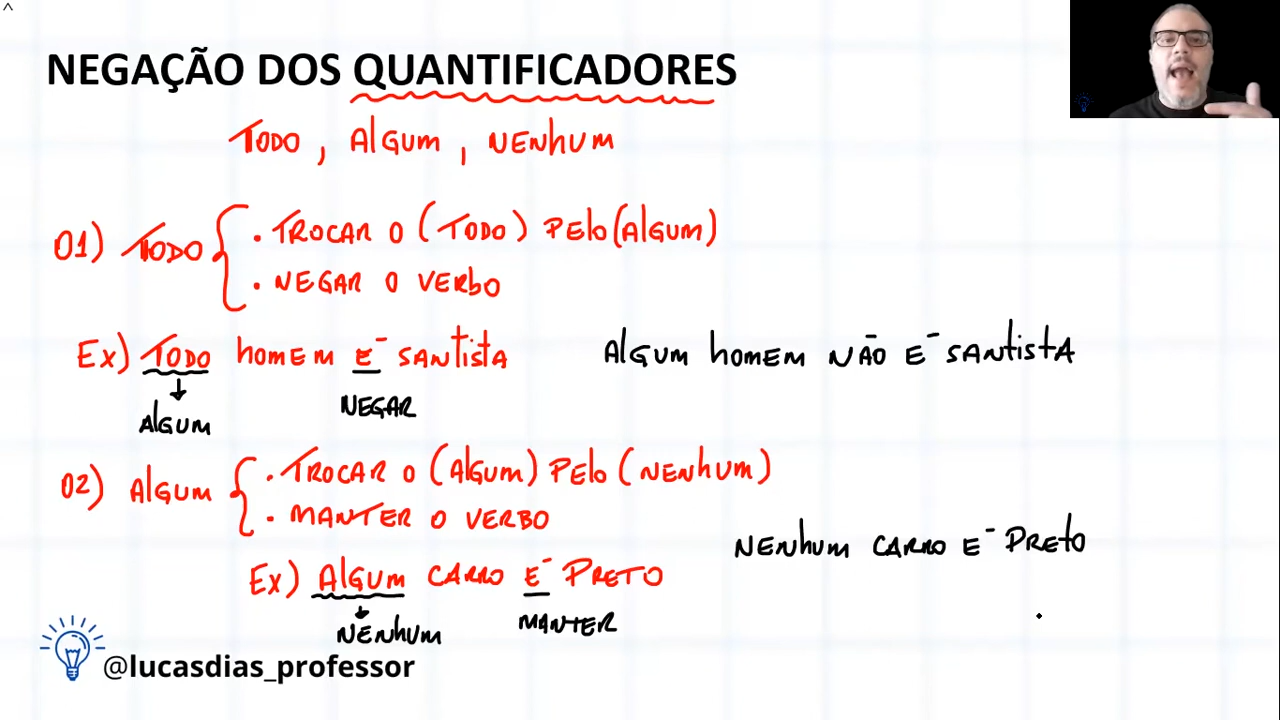 ^
NEGAÇÃO DOS QUANTIFICADORES
TODO, ALGUM, NENHUM
01) TODO { • TROCAR O (TODO) PELO (ALGUM)
• NEGAR O VERBO
EX) TODO HOMEM É SANTISTA ALGUM HOMEM NÃO É SANTISTA
ALGUM NEGAR
02) ALGUM { • TROCAR O (ALGUM) PELO (NENHUM)
• MANTER O VERBO
NENHUM CARRO É PRETO
EX) ALGUM CARRO É PRETO
NENHUM MANTER
@lucasdias_professor